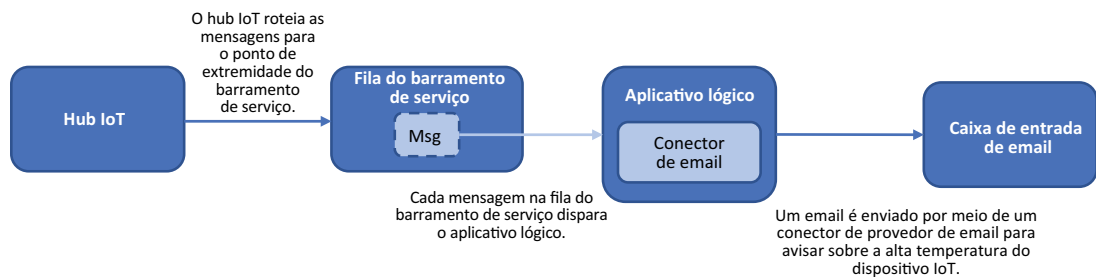 O hub IoT roteia as
mensagens para
o ponto de
extremidade do
barramento
de serviço.
Hub IoT
Fila do barramento
de serviço
Msg
Cada mensagem na fila do
barramento de serviço dispara
o aplicativo lógico.
Aplicativo lógico
Conector
de email
Um email é enviado por meio de um
conector de provedor de email para
avisar sobre a alta temperatura do
dispositivo IoT.
Caixa de entrada
de email